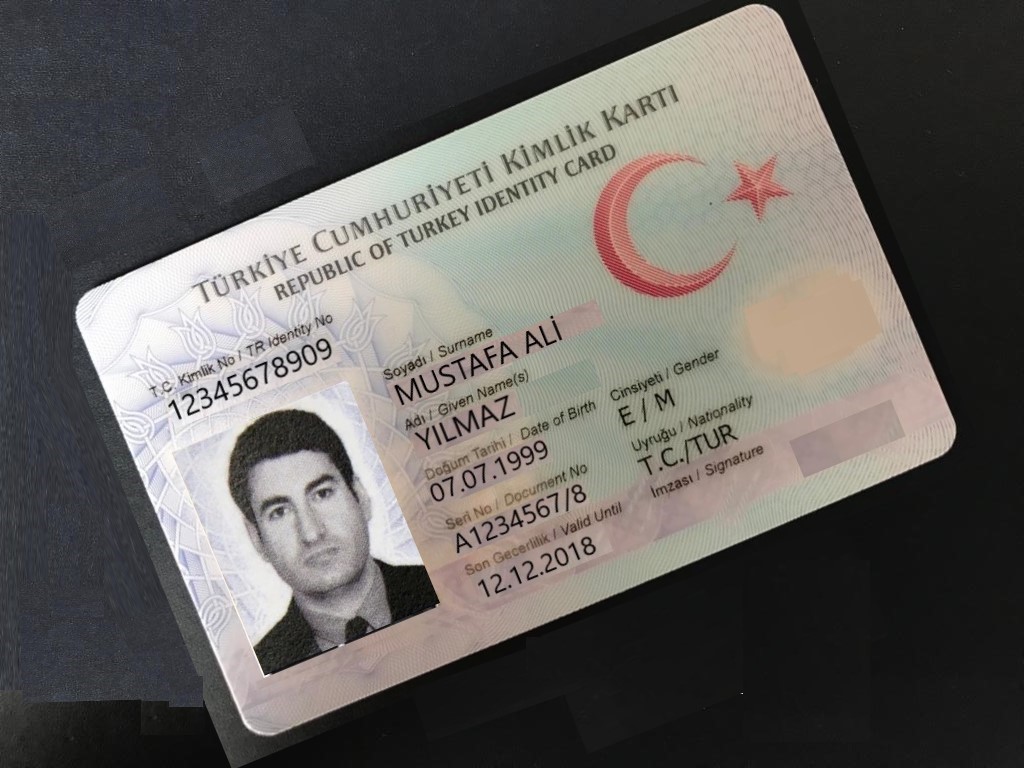 TÜRKİYE CUMHURİYETİ KİMLİK KARTI
REPUBLIC OF TURKEY IDENTITY CARD
T.C. Kimlik No / TR Identity No
12345678909
Soyadı / Surname
MUSTAFA ALİ
Adı / Given Name(s)
YILMAZ
Doğum Tarihi / Date of Birth
07.07.1999
Cinsiyeti / Gender
E / M
Seri No / Document No
A1234567/8
Uyruğu / Nationality
T.C./TUR
Son Geçerlilik / Valid Until
12.12.2018
İmzası / Signature